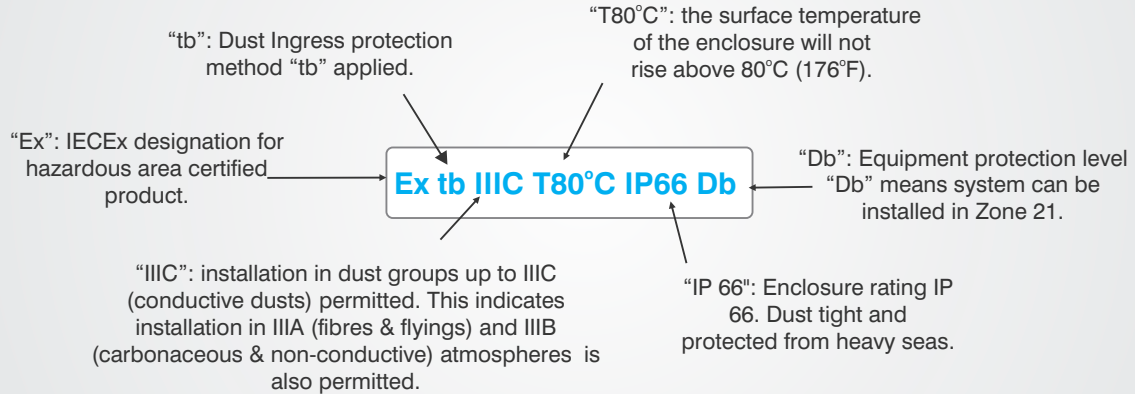 “T80°C”: the surface temperature
of the enclosure will not
rise above 80°C (176°F).
“tb”: Dust Ingress protection
method “tb” applied.
“Ex”: IECEx designation for
hazardous area certified
product.
Ex tb IIIC T80°C IP66 Db
“Db”: Equipment protection level
“Db” means system can be
installed in Zone 21.
“IIIC”: installation in dust groups up to IIIC
(conductive dusts) permitted. This indicates
installation in IIIA (fibres & flyings) and IIIB
(carbonaceous & non-conductive) atmospheres is
also permitted.
“IP 66": Enclosure rating IP
66. Dust tight and
protected from heavy seas.